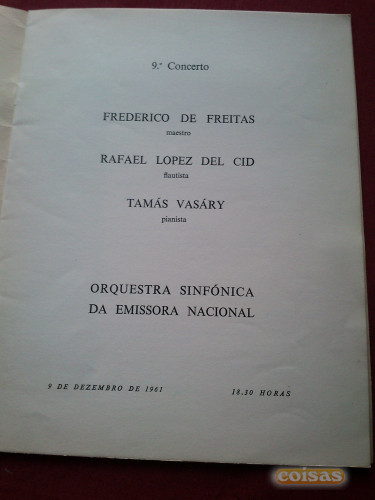 9.º Concerto
FREDERICO DE FREITAS
maestro
RAFAEL LOPEZ DEL CID
flautista
TAMÁS VASÁRY
pianista
ORQUESTRA SINFÓNICA
DA EMISSORA NACIONAL
9 DE DEZEMBRO DE 1961 18.30 HORAS
coisas